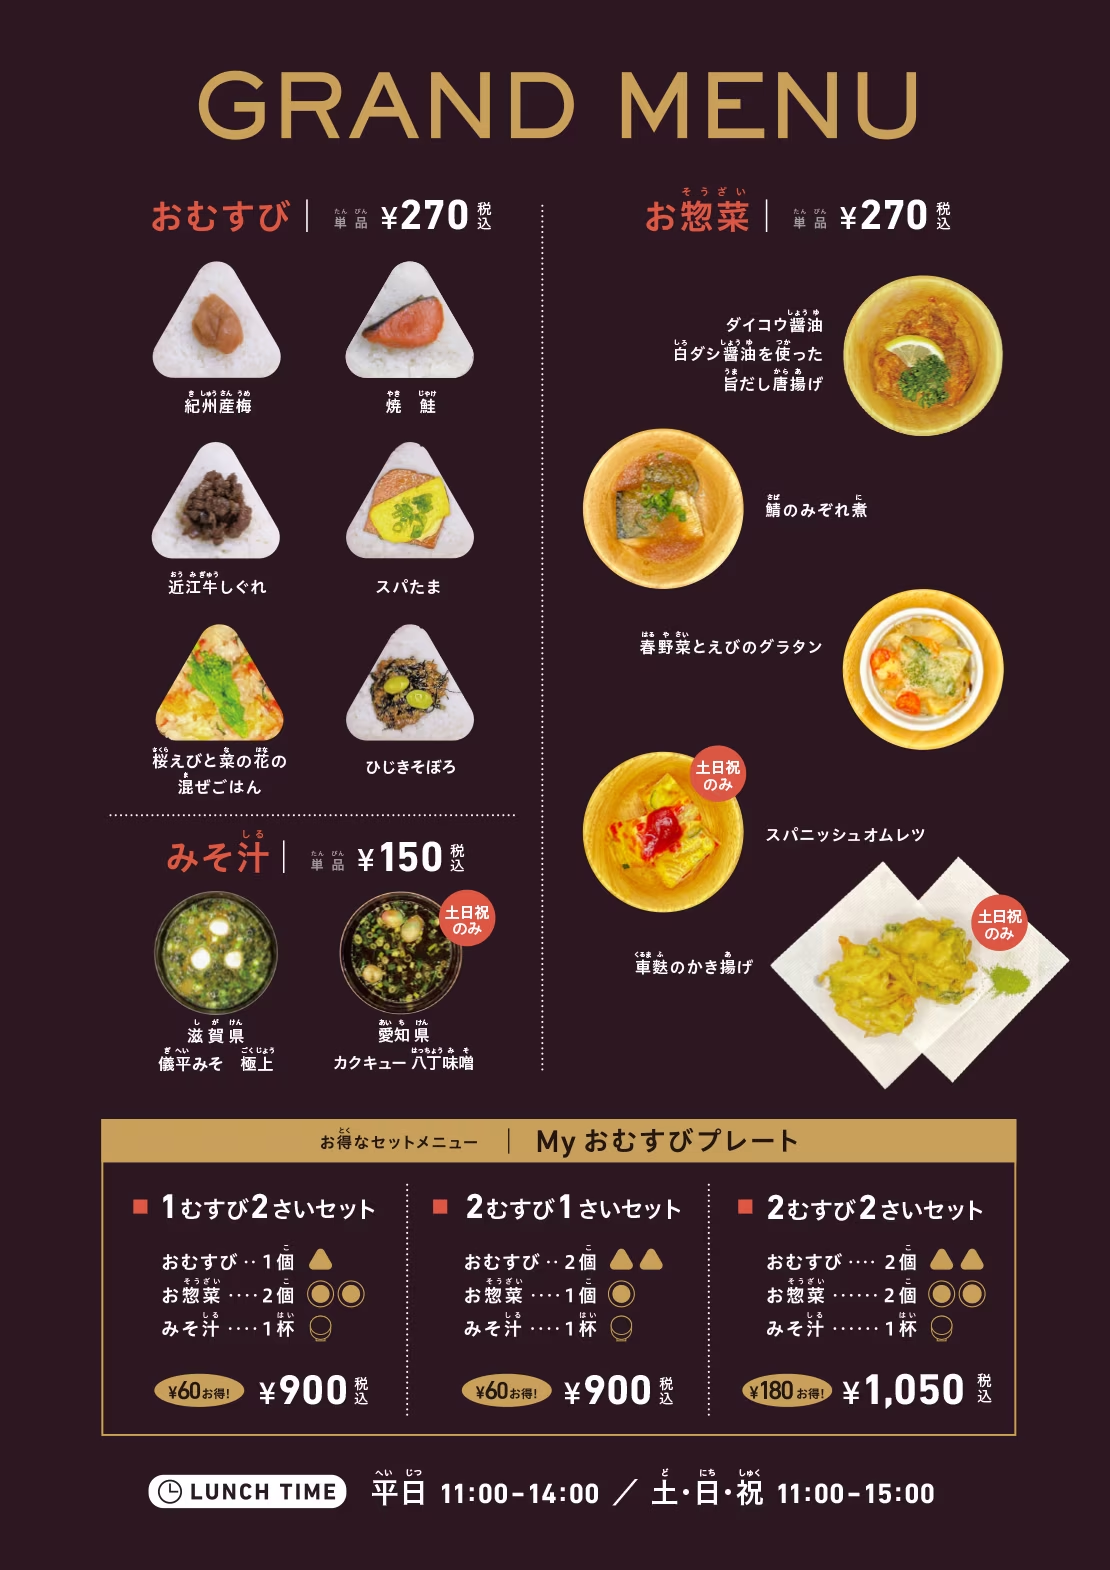 GRAND MENU
おむすび 単品 ¥270 税込
紀州産梅
焼 鮭
近江牛しぐれ
スパたま
桜えびと菜の花の
混ぜごはん
ひじきそぼろ
みそ汁 単品 ¥150 税込
土日祝
のみ
滋賀県
儀平みそ 極上
愛知県
カクキュー 八丁味噌
お惣菜 単品 ¥270 税込
ダイコウ醤油
白ダシ醤油を使った
旨だし唐揚げ
鯖のみぞれ煮
春野菜とえびのグラタン
土日祝
のみ
スパニッシュオムレツ
土日祝
のみ
車麩のかき揚げ
お得なセットメニュー | My おむすびプレート
1むすび2さいセット
おむすび‥1個
お惣菜‥‥2個
みそ汁‥‥1杯
¥60お得! ¥900 税込
2むすび1さいセット
おむすび‥2個
お惣菜‥‥1個
みそ汁‥‥1杯
¥60お得! ¥900 税込
2むすび2さいセット
おむすび‥‥2個
お惣菜‥‥‥2個
みそ汁‥‥‥1杯
¥180お得! ¥1,050 税込
LUNCH TIME 平日 11:00-14:00 ／ 土・日・祝 11:00-15:00